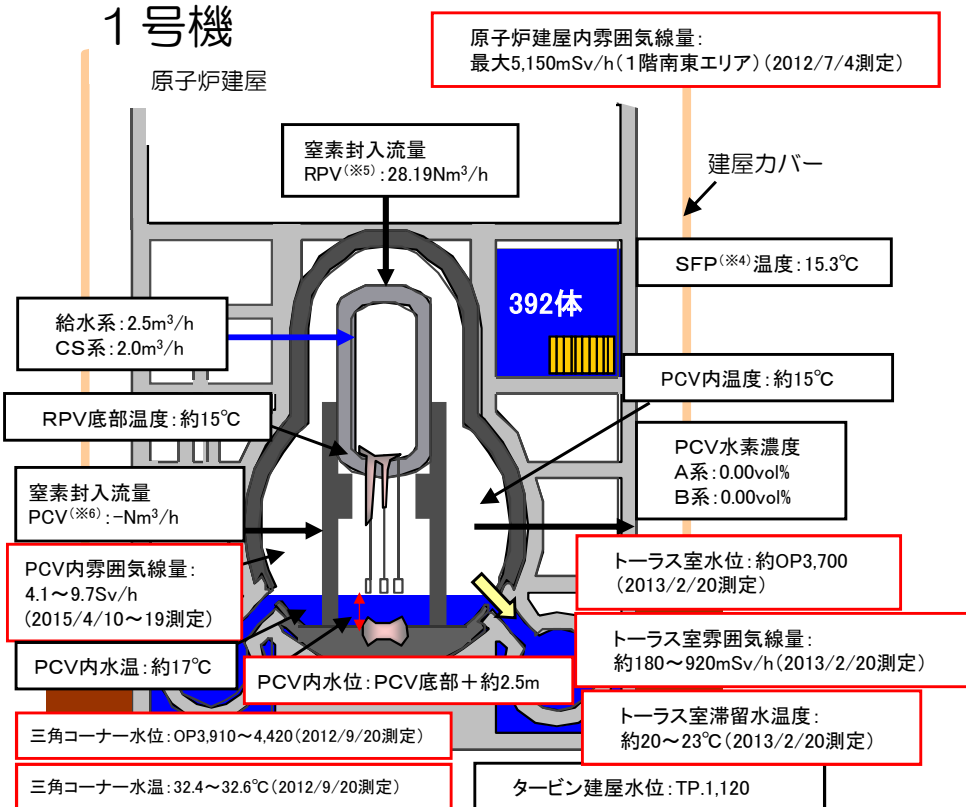 １号機
原子炉建屋内雰囲気線量：
最大5,150mSv/h（１階南東エリア）（2012/7/4測定）
原子炉建屋
窒素封入流量
RPV(※5)：28.19Nm³/h
建屋カバー
SFP(※4)温度：15.3℃
392体
給水系：2.5m³/h
CS系：2.0m³/h
PCV内温度：約15℃
RPV底部温度：約15℃
PCV水素濃度
A系：0.00vol%
B系：0.00vol%
窒素封入流量
PCV(※6)：−Nm³/h
PCV内雰囲気線量：
4.1～9.7Sv/h
（2015/4/10～19測定）
トーラス室水位：約OP3,700
（2013/2/20測定）
トーラス室雰囲気線量：
約180～920mSv/h（2013/2/20測定）
PCV内水温：約17℃
PCV内水位：PCV底部＋約2.5m
トーラス室滞留水温度：
約20～23℃（2013/2/20測定）
三角コーナー水位：OP3,910～4,420（2012/9/20測定）
三角コーナー水温：32.4～32.6℃（2012/9/20測定）
タービン建屋水位：TP.1,120